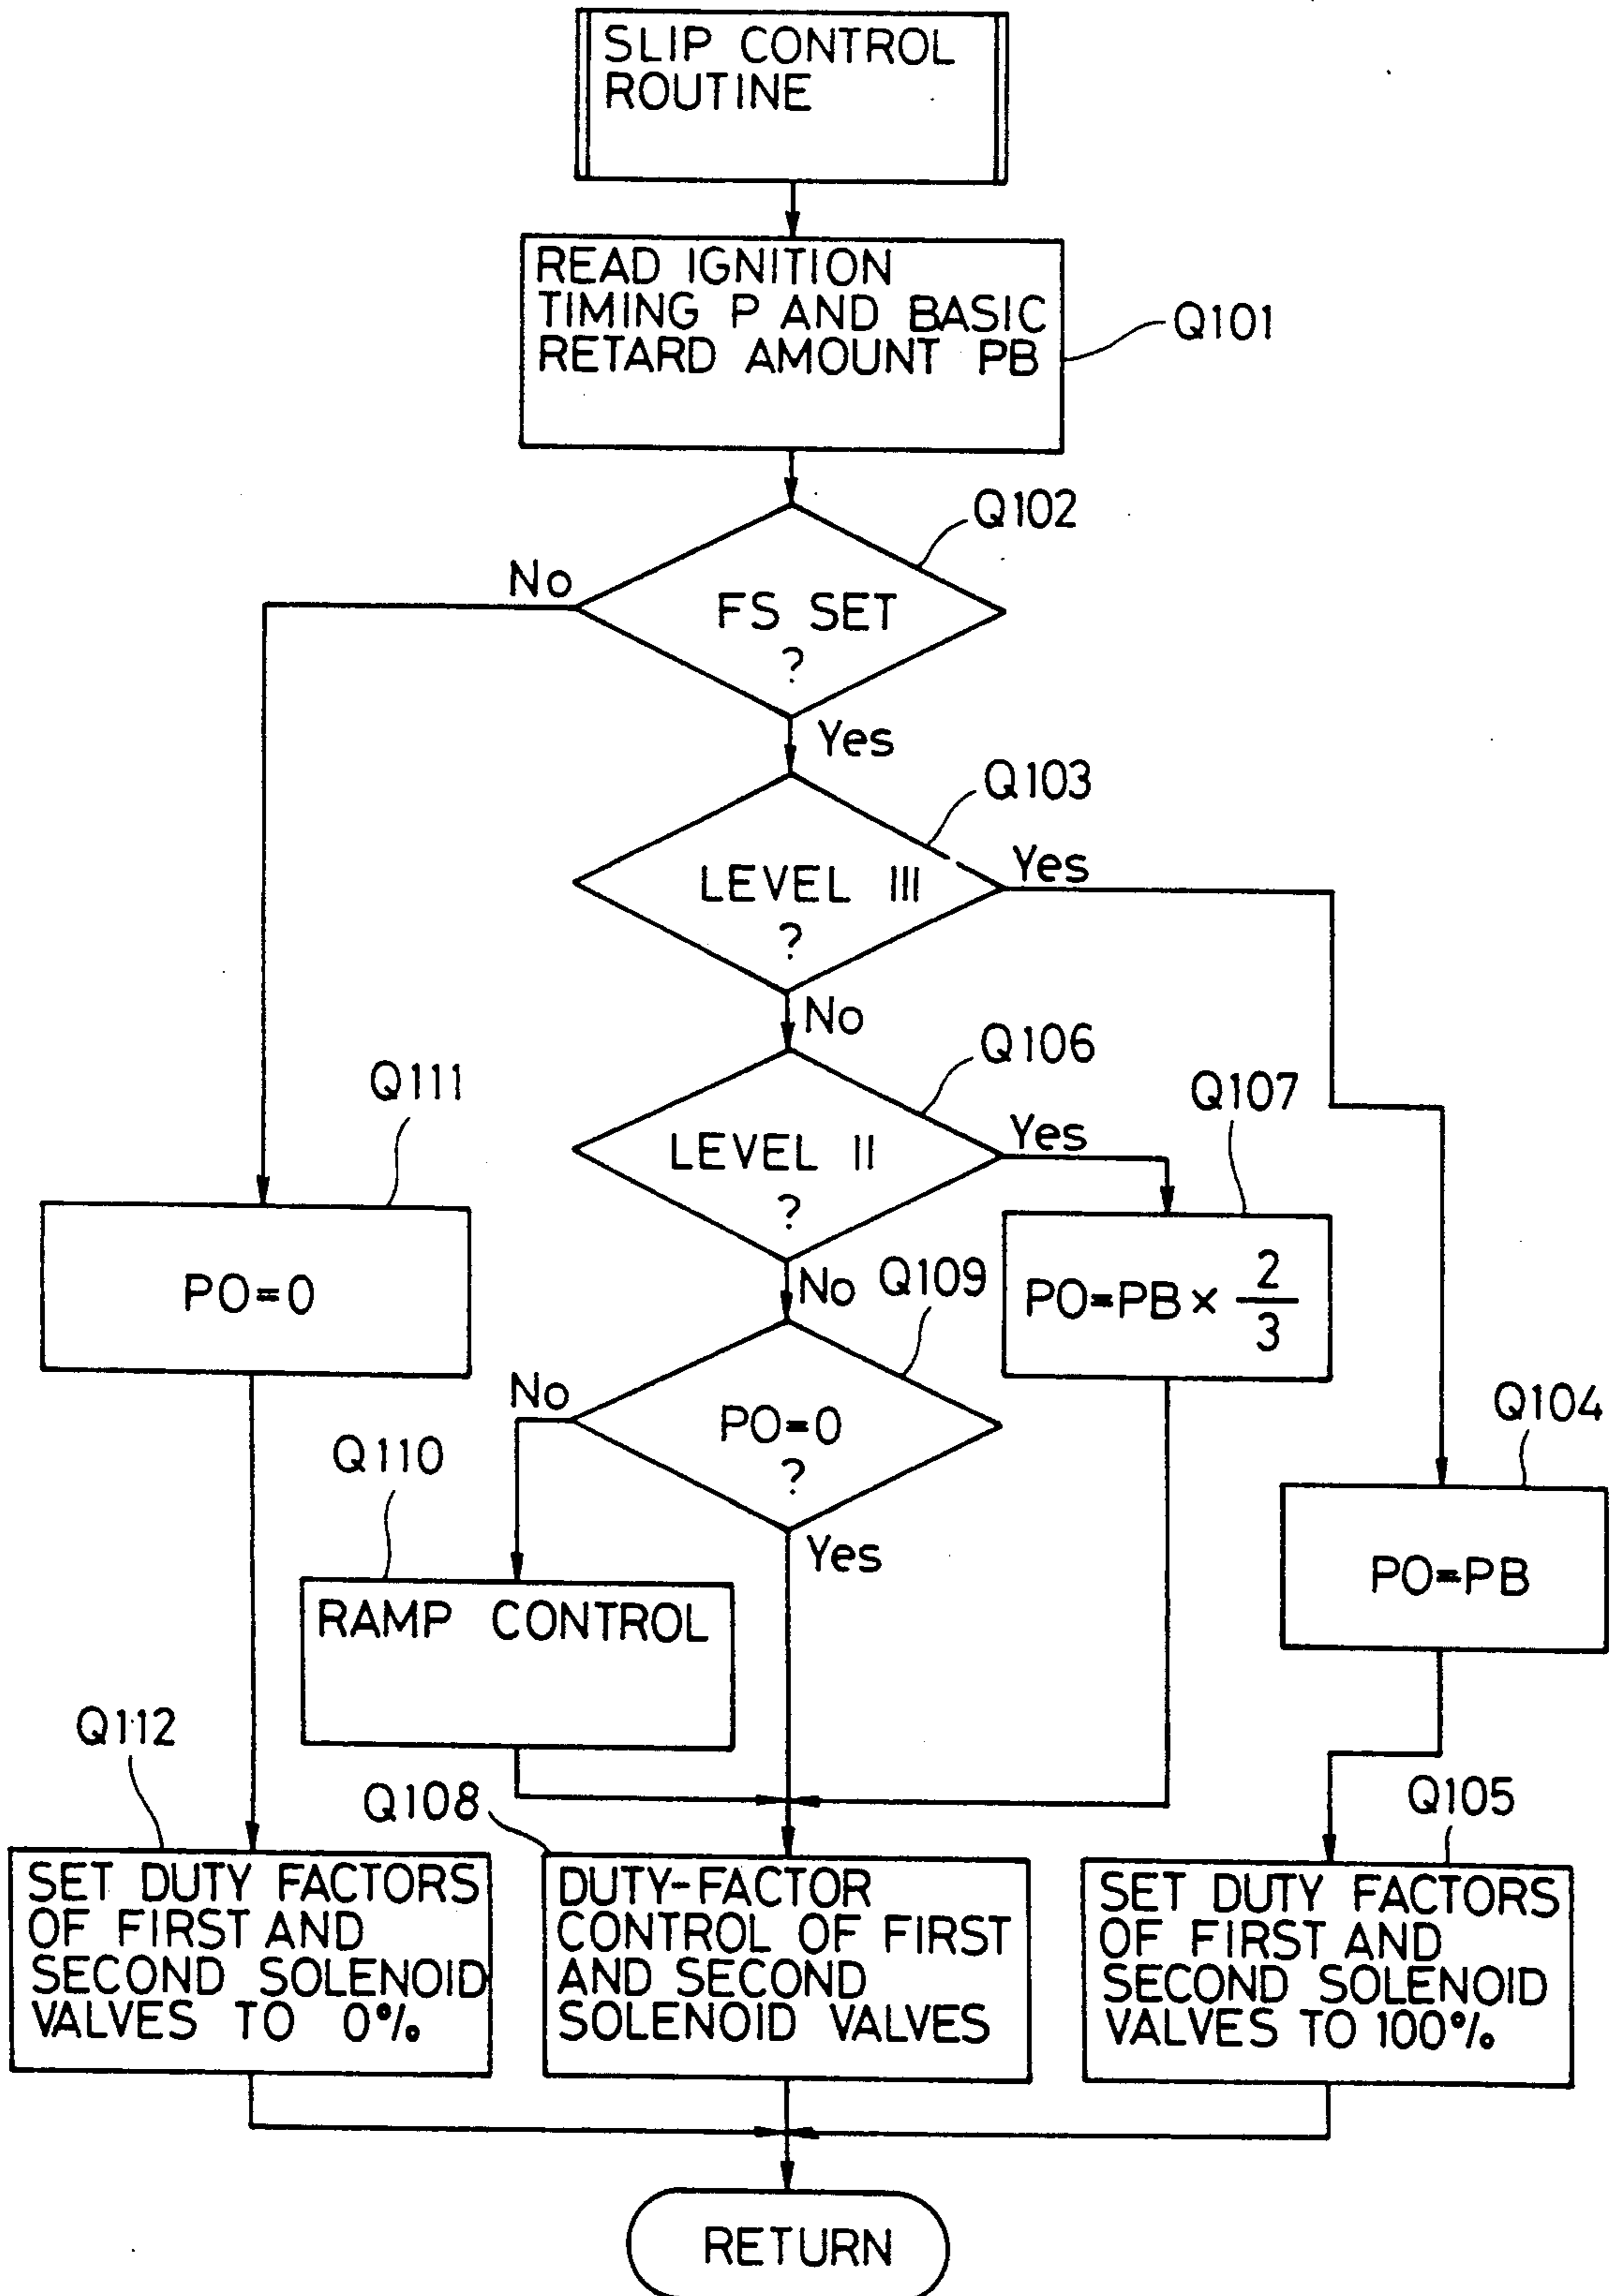 SLIP CONTROL
ROUTINE
READ IGNITION
TIMING P AND BASIC
RETARD AMOUNT PB
Q101
Q102
No
FS SET
?
Yes
Q103
LEVEL III
?
Yes
No
Q106
LEVEL II
?
Yes
Q107
PO=PB× 2/3
Q111
PO=0
No
Q109
PO=0
?
No
Yes
Q110
RAMP CONTROL
Q104
PO=PB
Q112
SET DUTY FACTORS
OF FIRST AND
SECOND SOLENOID
VALVES TO 0%
Q108
DUTY-FACTOR
CONTROL OF FIRST
AND SECOND
SOLENOID VALVES
Q105
SET DUTY FACTORS
OF FIRST AND
SECOND SOLENOID
VALVES TO 100%
RETURN